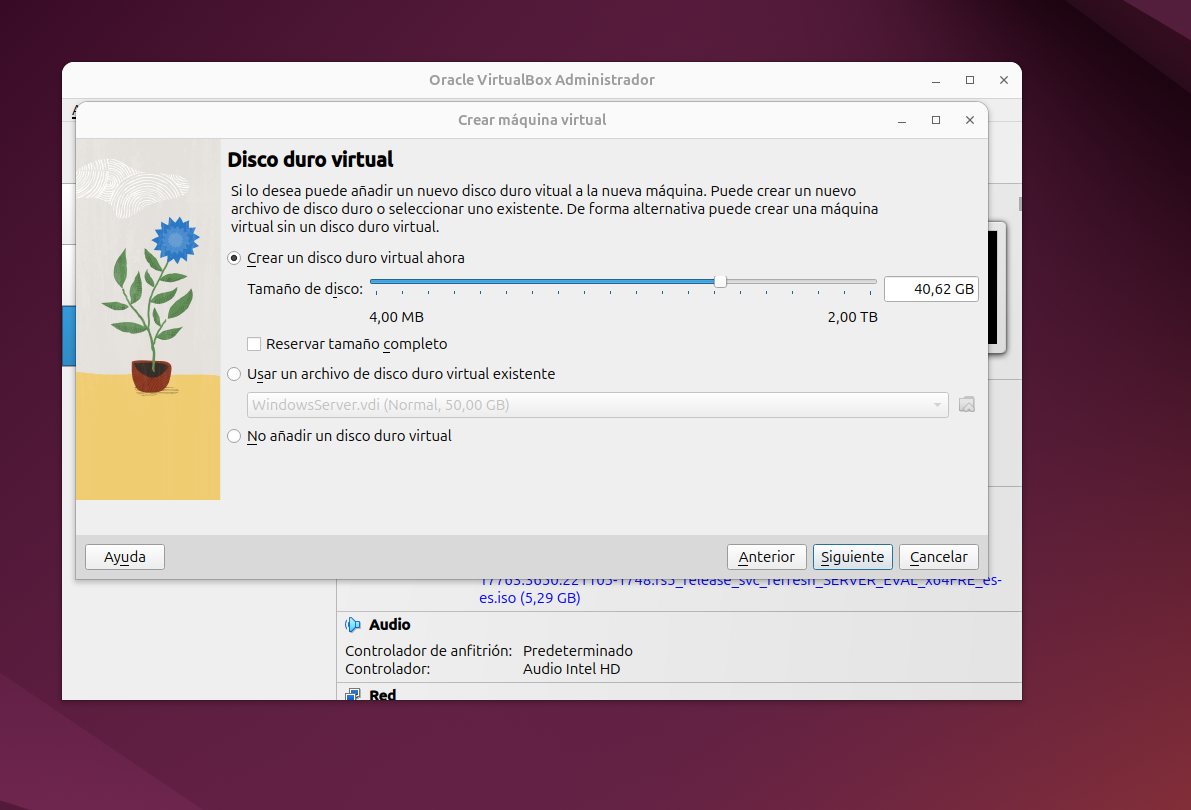 Oracle VirtualBox Administrador
Crear máquina virtual
Disco duro virtual
Si lo desea puede añadir un nuevo disco duro vitual a la nueva máquina. Puede crear un nuevo
archivo de disco duro o seleccionar uno existente. De forma alternativa puede crear una máquina
virtual sin un disco duro virtual.
Crear un disco duro virtual ahora
Tamaño de disco:
40,62 GB
4,00 MB
2,00 TB
Reservar tamaño completo
Usar un archivo de disco duro virtual existente
WindowsServer.vdi (Normal, 50,00 GB)
No añadir un disco duro virtual
Ayuda
Anterior
Siguiente
Cancelar
17763.3650.221105-1748.rs5_release_svc_refresh_SERVER_EVAL_x64FRE_es-
es.iso (5,29 GB)
Audio
Controlador de anfitrión: Predeterminado
Controlador: Audio Intel HD
Red